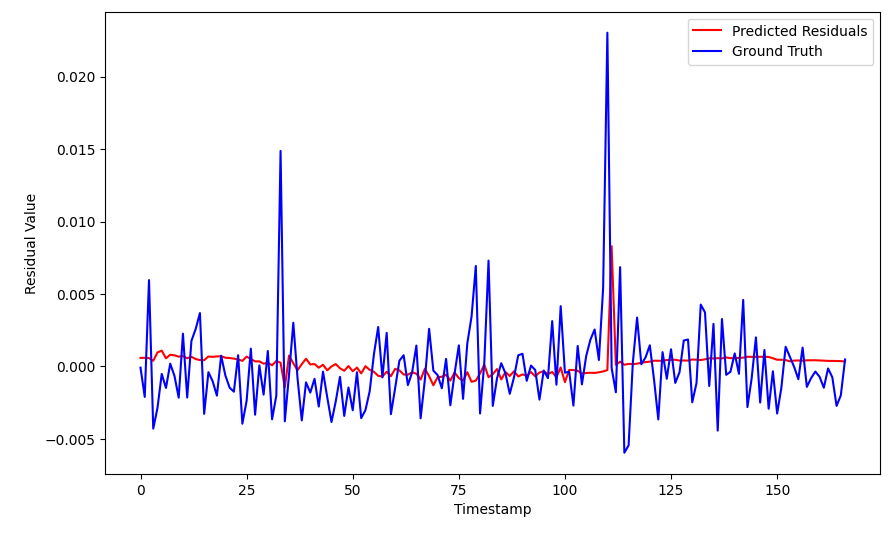 Predicted Residuals
Ground Truth
0.020
0.015
0.010
0.005
0.000
−0.005
Residual Value
0 25 50 75 100 125 150
Timestamp